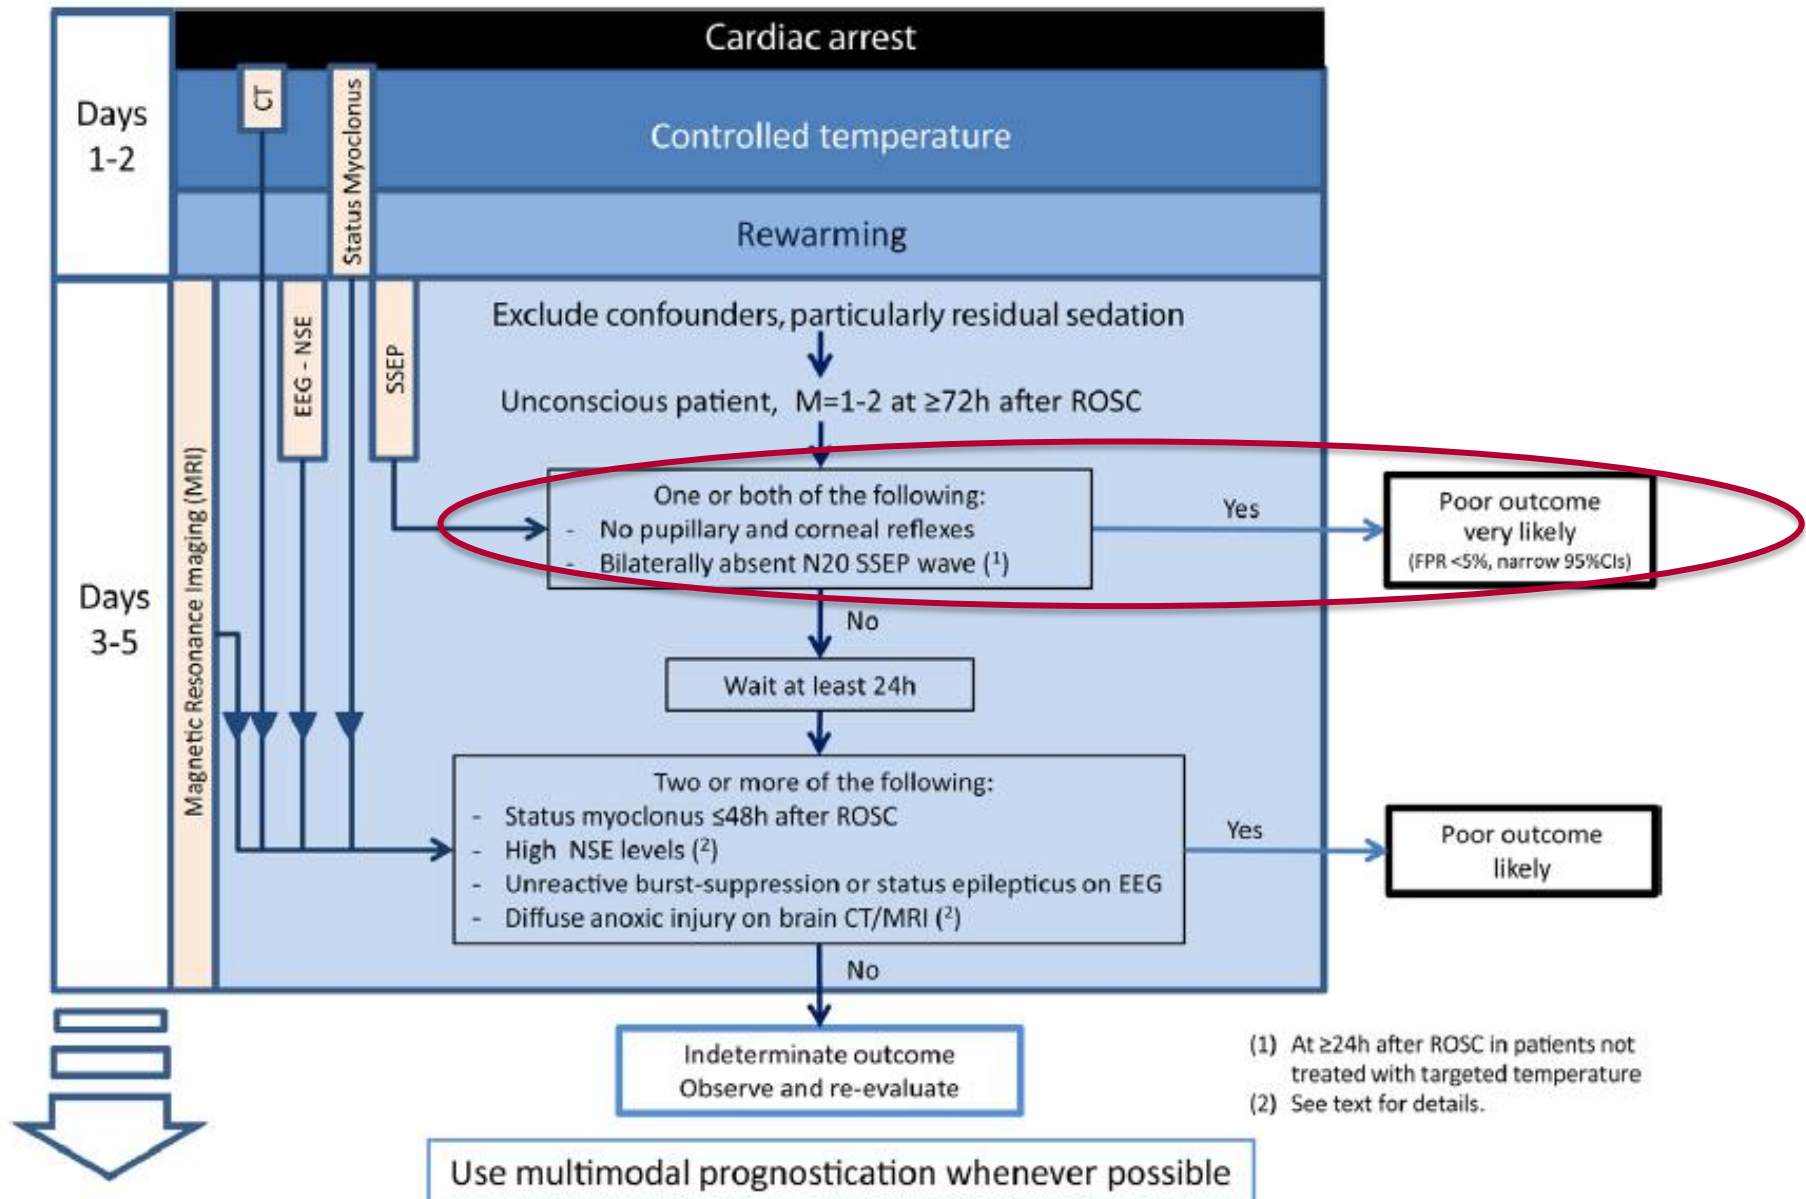 Cardiac arrest
Days
1-2
CT
Status Myoclonus
Controlled temperature
Rewarming
Days
3-5
Magnetic Resonance Imaging (MRI)
EEG - NSE
SSEP
Exclude confounders, particularly residual sedation
Unconscious patient, M=1-2 at ≥72h after ROSC
One or both of the following:
- No pupillary and corneal reflexes
- Bilaterally absent N20 SSEP wave (1)
Yes
Poor outcome
very likely
(FPR <5%, narrow 95%CIs)
No
Wait at least 24h
Two or more of the following:
- Status myoclonus ≤48h after ROSC
- High NSE levels (2)
- Unreactive burst-suppression or status epilepticus on EEG
- Diffuse anoxic injury on brain CT/MRI (2)
Yes
Poor outcome
likely
No
Indeterminate outcome
Observe and re-evaluate
(1) At ≥24h after ROSC in patients not
treated with targeted temperature
(2) See text for details.
Use multimodal prognostication whenever possible